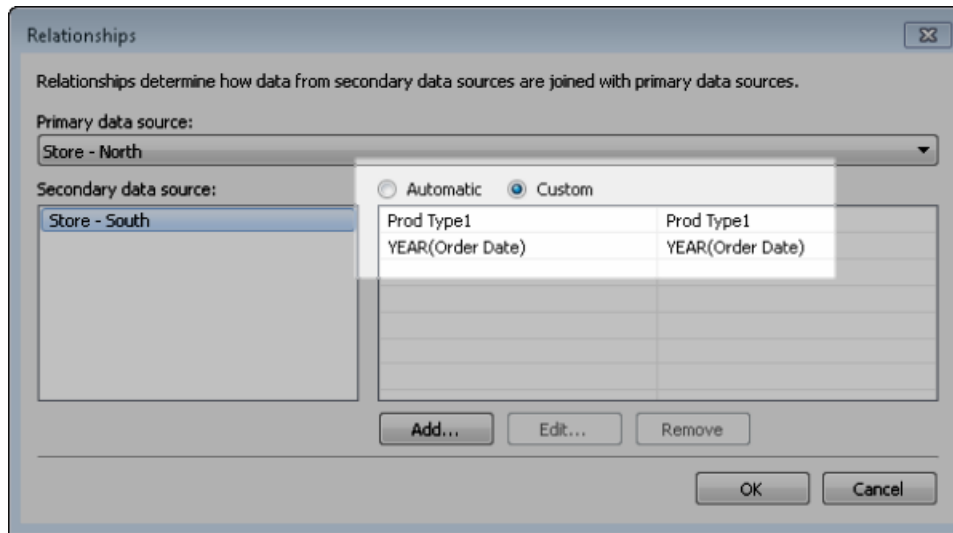 Relationships
Relationships determine how data from secondary data sources are joined with primary data sources.
Primary data source:
Store - North
Secondary data source:
Automatic Custom
Store - South
Prod Type1 Prod Type1
YEAR(Order Date) YEAR(Order Date)
Add... Edit... Remove
OK Cancel